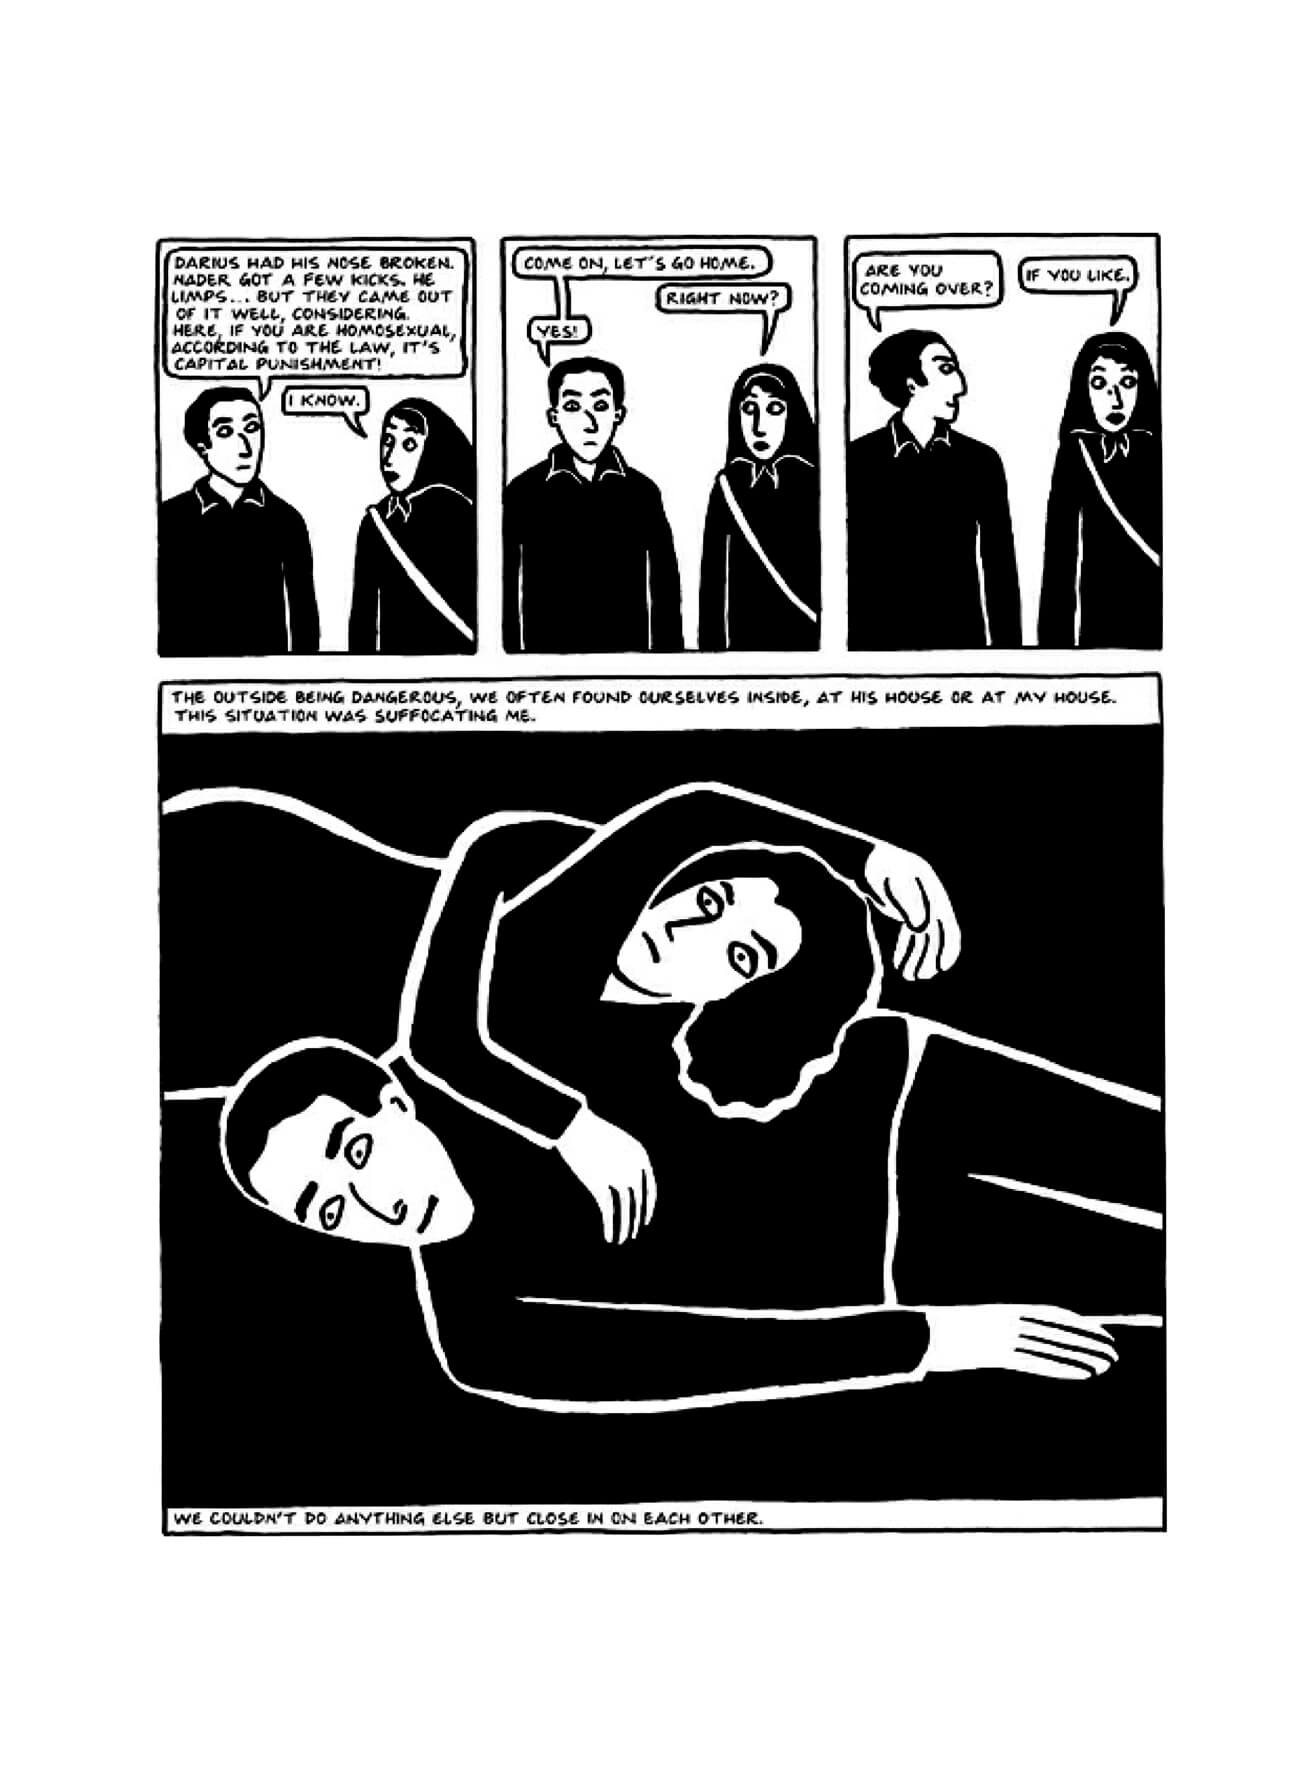 DARIUS HAD HIS NOSE BROKEN.
NADER GOT A FEW KICKS. HE
LIMPS... BUT THEY CAME OUT
OF IT WELL, CONSIDERING.
HERE, IF YOU ARE HOMOSEXUAL,
ACCORDING TO THE LAW, IT'S
CAPITAL PUNISHMENT!
I KNOW.
COME ON, LET'S GO HOME.
RIGHT NOW?
YES!
ARE YOU
COMING OVER?
IF YOU LIKE.
THE OUTSIDE BEING DANGEROUS, WE OFTEN FOUND OURSELVES INSIDE, AT HIS HOUSE OR AT MY HOUSE.
THIS SITUATION WAS SUFFOCATING ME.
WE COULDN'T DO ANYTHING ELSE BUT CLOSE IN ON EACH OTHER.